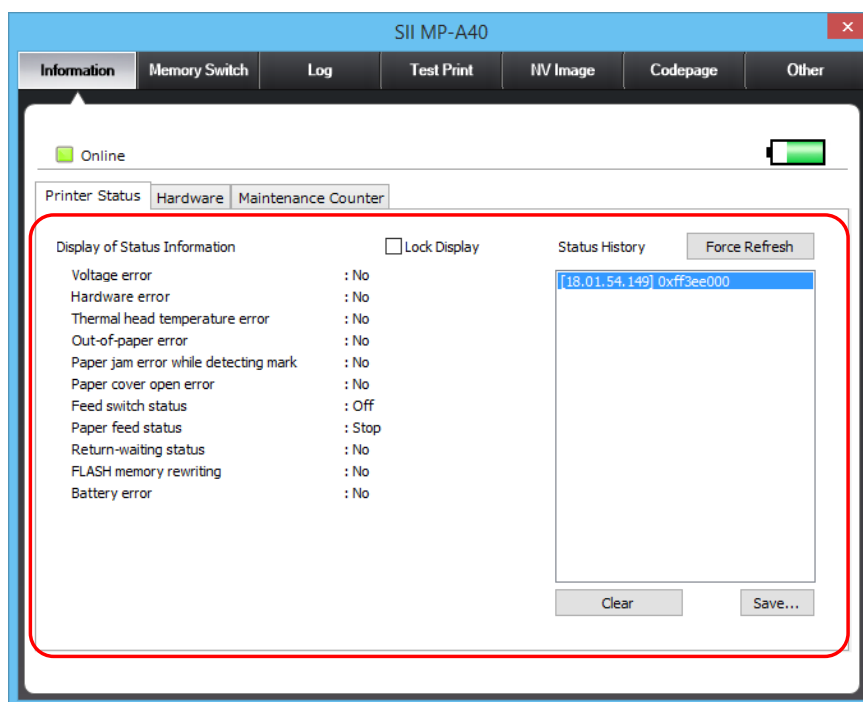 SII MP-A40
Information Memory Switch Log Test Print NV Image Codepage Other
Online
Printer Status Hardware Maintenance Counter
Display of Status Information Lock Display Status History Force Refresh
Voltage error : No
[18.01.54.149] 0xff3ee000
Hardware error : No
Thermal head temperature error : No
Out-of-paper error : No
Paper jam error while detecting mark : No
Paper cover open error : No
Feed switch status : Off
Paper feed status : Stop
Return-waiting status : No
FLASH memory rewriting : No
Battery error : No
Clear Save...